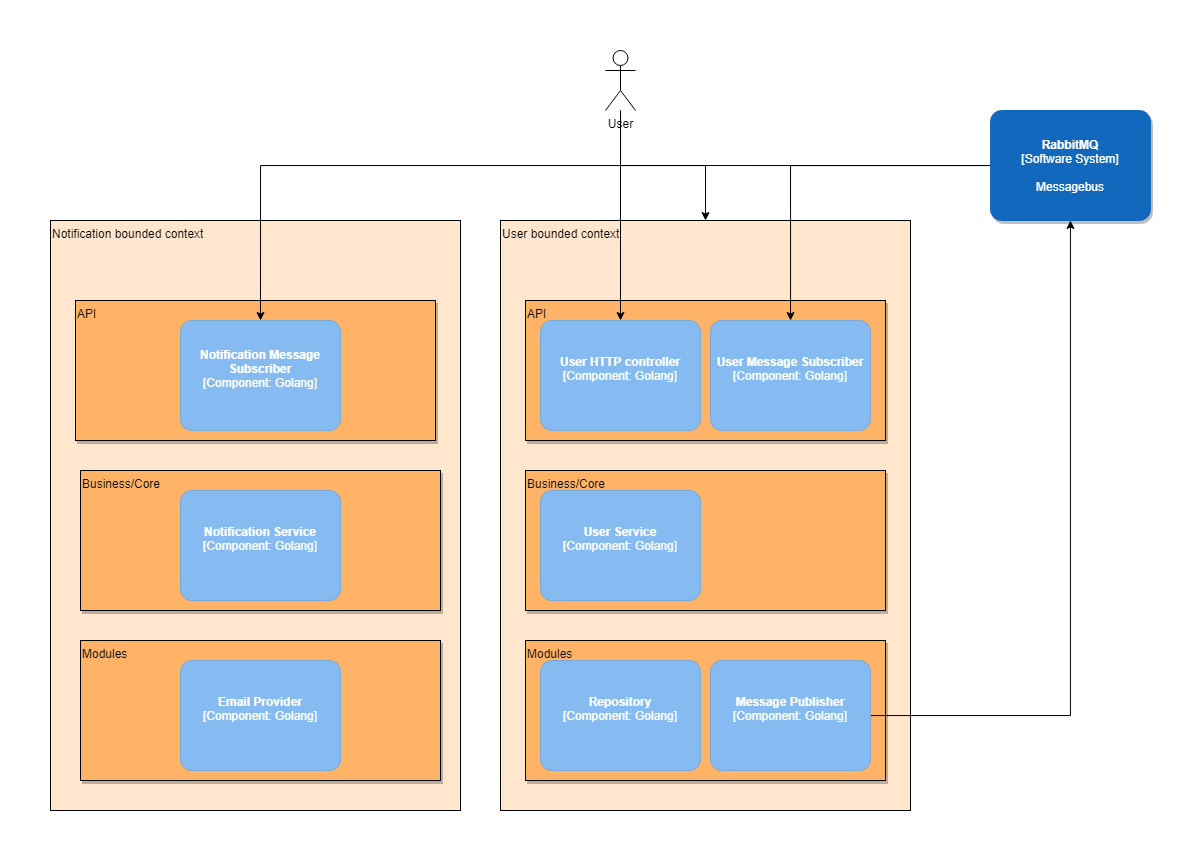 User
RabbitMQ
[Software System]
Messagebus
Notification bounded context
API
Notification Message
Subscriber
[Component: Golang]
Business/Core
Notification Service
[Component: Golang]
Modules
Email Provider
[Component: Golang]
User bounded context
API
User HTTP controller
[Component: Golang]
User Message Subscriber
[Component: Golang]
Business/Core
User Service
[Component: Golang]
Modules
Repository
[Component: Golang]
Message Publisher
[Component: Golang]